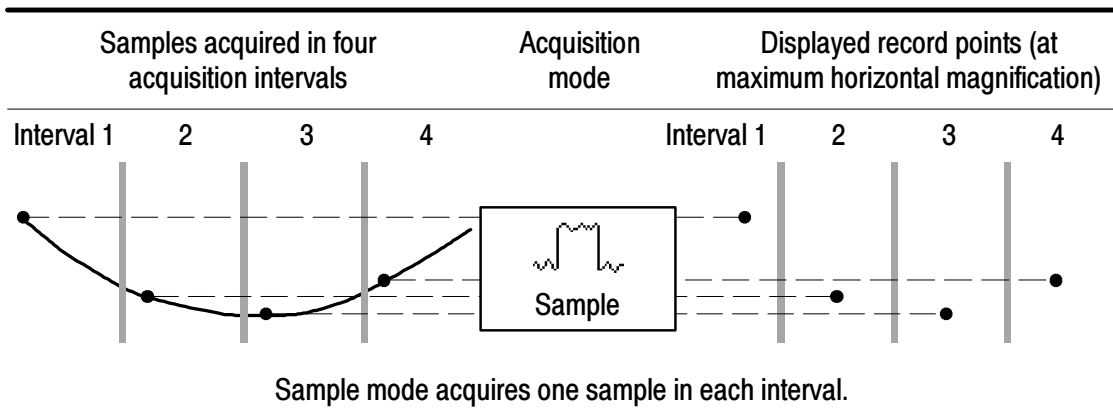 Samples acquired in four
acquisition intervals
Acquisition
mode
Displayed record points (at
maximum horizontal magnification)
Interval 1 2 3 4
Interval 1 2 3 4
Sample
Sample mode acquires one sample in each interval.